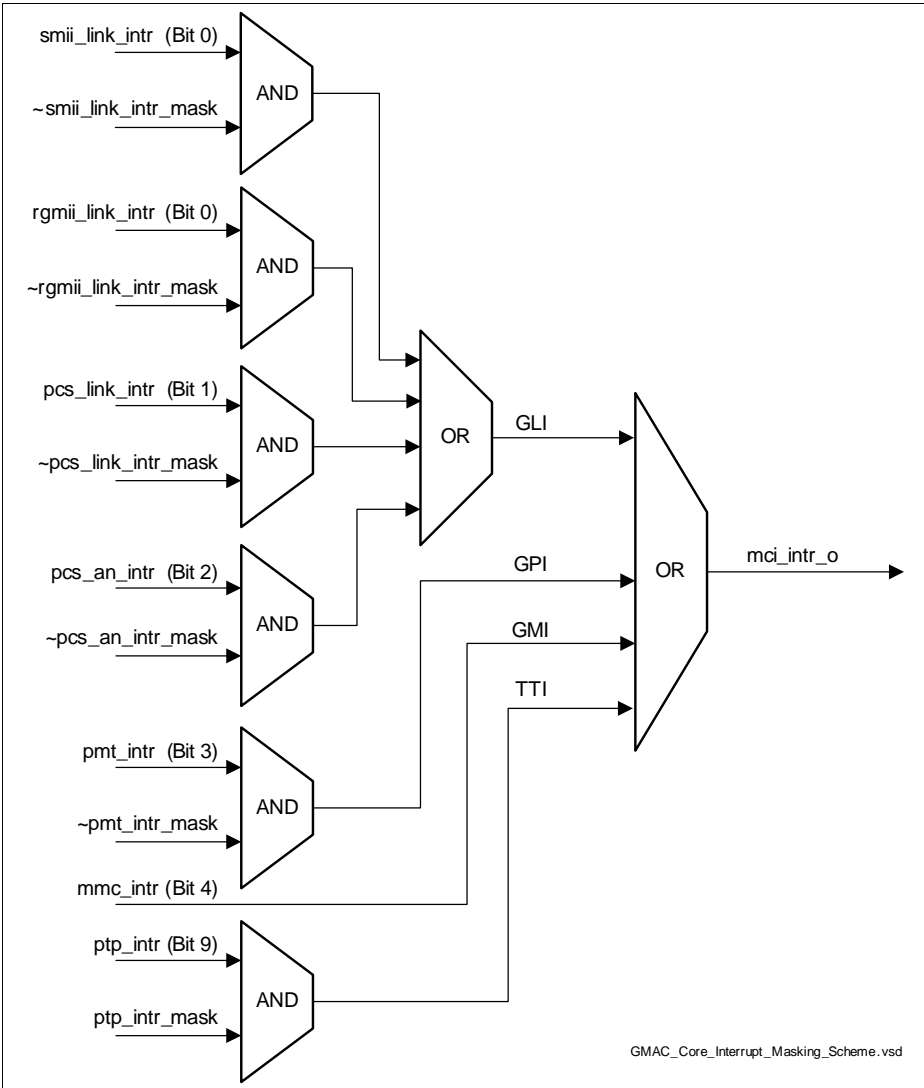 smii_link_intr (Bit 0)
AND
~smii_link_intr_mask
rgmii_link_intr (Bit 0)
AND
~rgmii_link_intr_mask
pcs_link_intr (Bit 1)
AND
~pcs_link_intr_mask
OR
GLI
pcs_an_intr (Bit 2)
AND
~pcs_an_intr_mask
GPI
GMI
TTI
OR
mci_intr_o
pmt_intr (Bit 3)
AND
~pmt_intr_mask
mmc_intr (Bit 4)
ptp_intr (Bit 9)
AND
ptp_intr_mask
GMAC_Core_Interrupt_Masking_Scheme.vsd